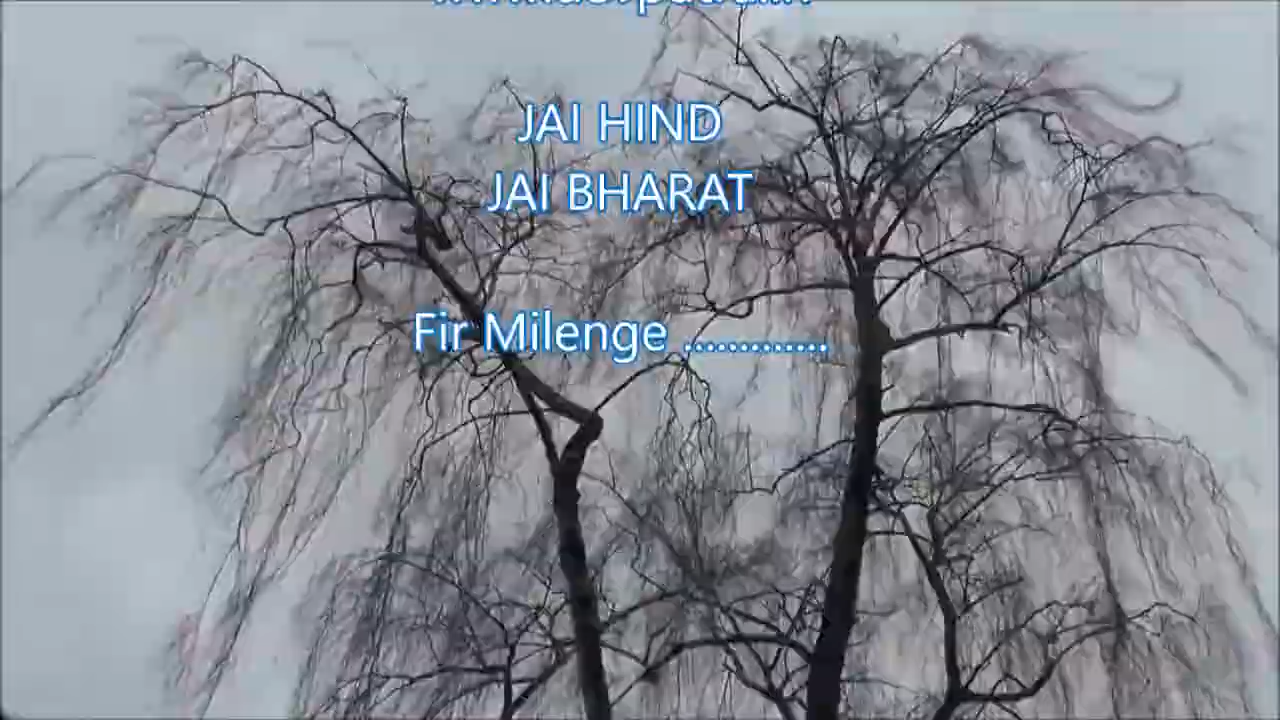 JAI HIND
JAI BHARAT
Fir Milenge .............